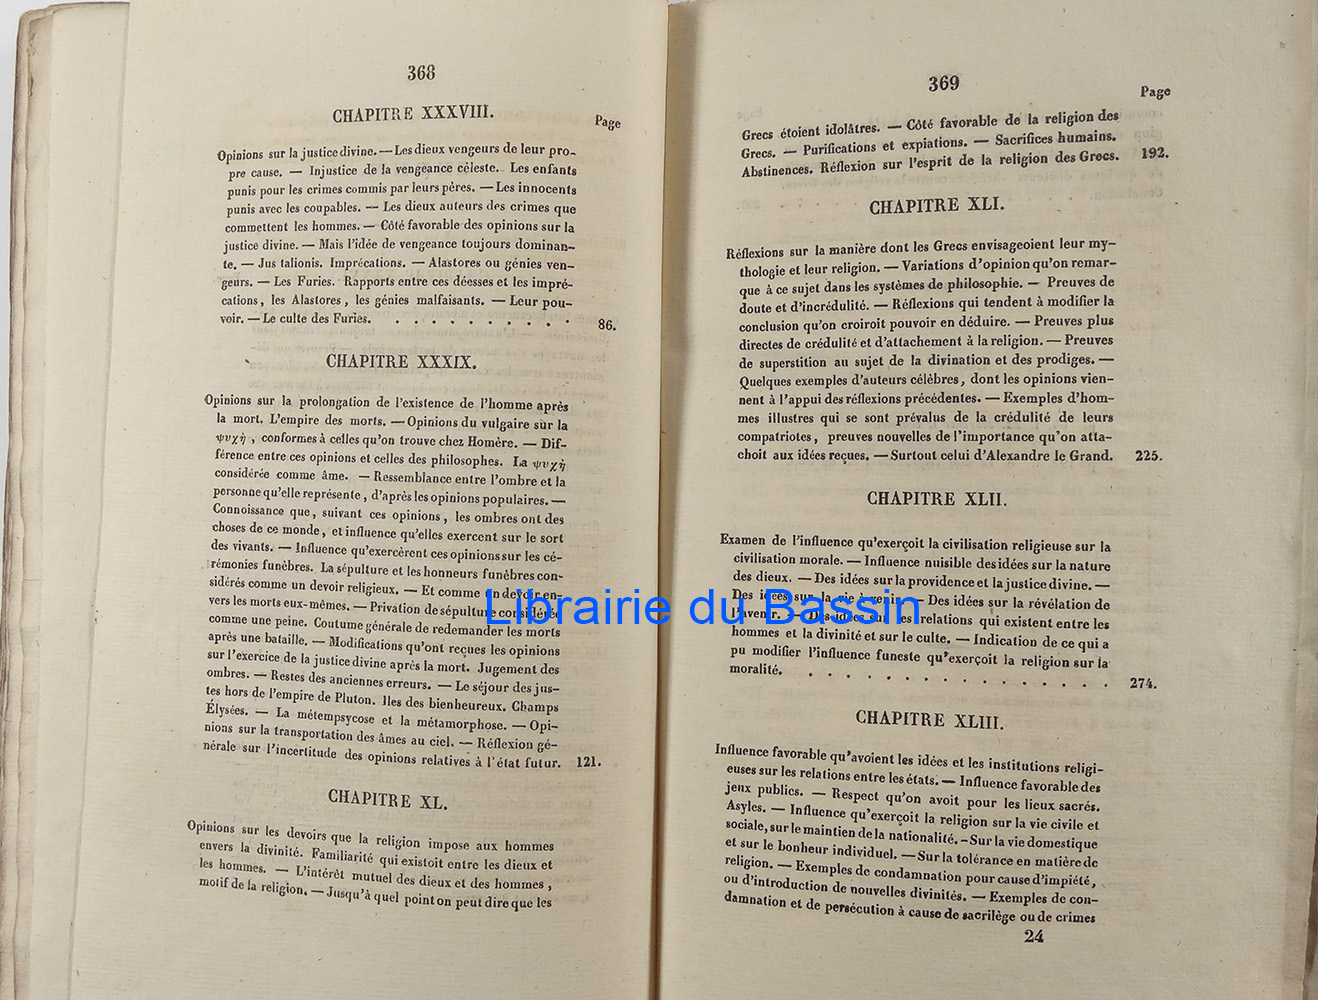 368
CHAPITRE XXXVIII.
Page
Opinions sur la justice divine. — Les dieux vengeurs de leur pro-
pre cause. — Injustice de la vengeance céleste. Les enfants
punis pour les crimes commis par leurs pères. — Les innocents
punis avec les coupables. — Les dieux auteurs des crimes que
commettent les hommes. — Côté favorable des opinions sur la
justice divine. — Mais l'idée de vengeance toujours dominan-
te. — Jus talionis. Imprécations. — Alastores ou génies ven-
geurs. — Les Furies. Rapports entre ces déesses et les impré-
cations, les Alastores, les génies malfaisants. — Leur pou-
voir. — Le culte des Furies. . . . . . . . . . . 86.
CHAPITRE XXXIX.
Opinions sur la prolongation de l'existence de l'homme après
la mort. L'empire des morts. — Opinions du vulgaire sur la
ψυχὴ, conformes à celles qu'on trouve chez Homère. — Dif-
férence entre ces opinions et celles des philosophes. La ψυχὴ
considérée comme âme. — Ressemblance entre l'ombre et la
personne qu'elle représente, d'après les opinions populaires. —
Connoissance que, suivant ces opinions, les ombres ont des
choses de ce monde, et influence qu'elles exercent sur le sort
des vivants. — Influence qu'exercèrent ces opinions sur les cé-
rémonies funèbres. La sépulture et les honneurs funèbres con-
sidérés comme un devoir religieux. — Et comme un devoir en-
vers les morts eux-mêmes. — Privation de sépulture considérée
comme une peine. Coutume générale de redemander les morts
après une bataille. — Modifications qu'ont reçues les opinions
sur l'exercice de la justice divine après la mort. Jugement des
ombres. — Restes des anciennes erreurs. — Le séjour des jus-
tes hors de l'empire de Pluton. Iles des bienheureux. Champs
Élysées. — La métempsycose et la métamorphose. — Opi-
nions sur la transportation des âmes au ciel. — Réflexion gé-
nérale sur l'incertitude des opinions relatives à l'état futur. 121.
CHAPITRE XL.
Opinions sur les devoirs que la religion impose aux hommes
envers la divinité. Familiarité qui existoit entre les dieux et
les hommes. — L'intérêt mutuel des dieux et des hommes,
motif de la religion. — Jusqu'à quel point on peut dire que les
369
Page
Grecs étoient idolâtres. — Côté favorable de la religion des
Grecs. — Purifications et expiations. — Sacrifices humains.
Abstinences. Réflexion sur l'esprit de la religion des Grecs. 192.
CHAPITRE XLI.
Réflexions sur la manière dont les Grecs envisageoient leur my-
thologie et leur religion. — Variations d'opinion qu'on remar-
que à ce sujet dans les systèmes de philosophie. — Preuves de
doute et d'incrédulité. — Réflexions qui tendent à modifier la
conclusion qu'on croiroit pouvoir en déduire. — Preuves plus
directes de crédulité et d'attachement à la religion. — Preuves
de superstition au sujet de la divination et des prodiges. —
Quelques exemples d'auteurs célèbres, dont les opinions vien-
nent à l'appui des réflexions précédentes. — Exemples d'hom-
mes illustres qui se sont prévalus de la crédulité de leurs
compatriotes, preuves nouvelles de l'importance qu'on atta-
choit aux idées reçues. — Surtout celui d'Alexandre le Grand. 225.
CHAPITRE XLII.
Examen de l'influence qu'exerçoit la civilisation religieuse sur la
civilisation morale. — Influence nuisible des idées sur la nature
des dieux. — Des idées sur la providence et la justice divine. —
Des idées sur la vie à venir. — Des idées sur la révélation de
l'avenir. — Des idées sur les relations qui existent entre les
hommes et la divinité et sur le culte. — Indication de ce qui a
pu modifier l'influence funeste qu'exerçoit la religion sur la
moralité. . . . . . . . . . . . . . . . . 274.
CHAPITRE XLIII.
Influence favorable qu'avoient les idées et les institutions religi-
euses sur les relations entre les états. — Influence favorable des
jeux publics. — Respect qu'on avoit pour les lieux sacrés.
Asyles. — Influence qu'exerçoit la religion sur la vie civile et
sociale, sur le maintien de la nationalité. — Sur la vie domestique
et sur le bonheur individuel. — Sur la tolérance en matière de
religion. — Exemples de condamnation pour cause d'impiété,
ou d'introduction de nouvelles divinités. — Exemples de con-
damnation et de persécution à cause de sacrilège ou de crimes
24
Librairie du Bassin